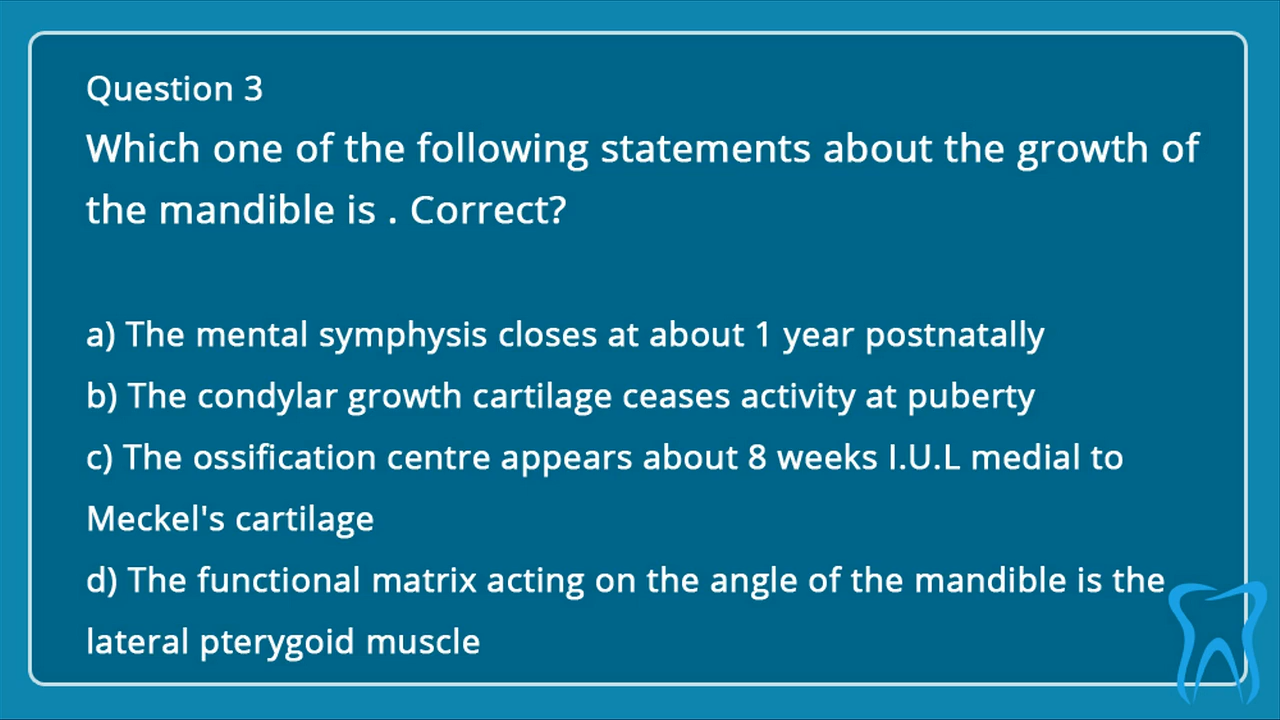 Question 3
Which one of the following statements about the growth of
the mandible is . Correct?
a) The mental symphysis closes at about 1 year postnatally
b) The condylar growth cartilage ceases activity at puberty
c) The ossification centre appears about 8 weeks I.U.L medial to
Meckel's cartilage
d) The functional matrix acting on the angle of the mandible is the
lateral pterygoid muscle